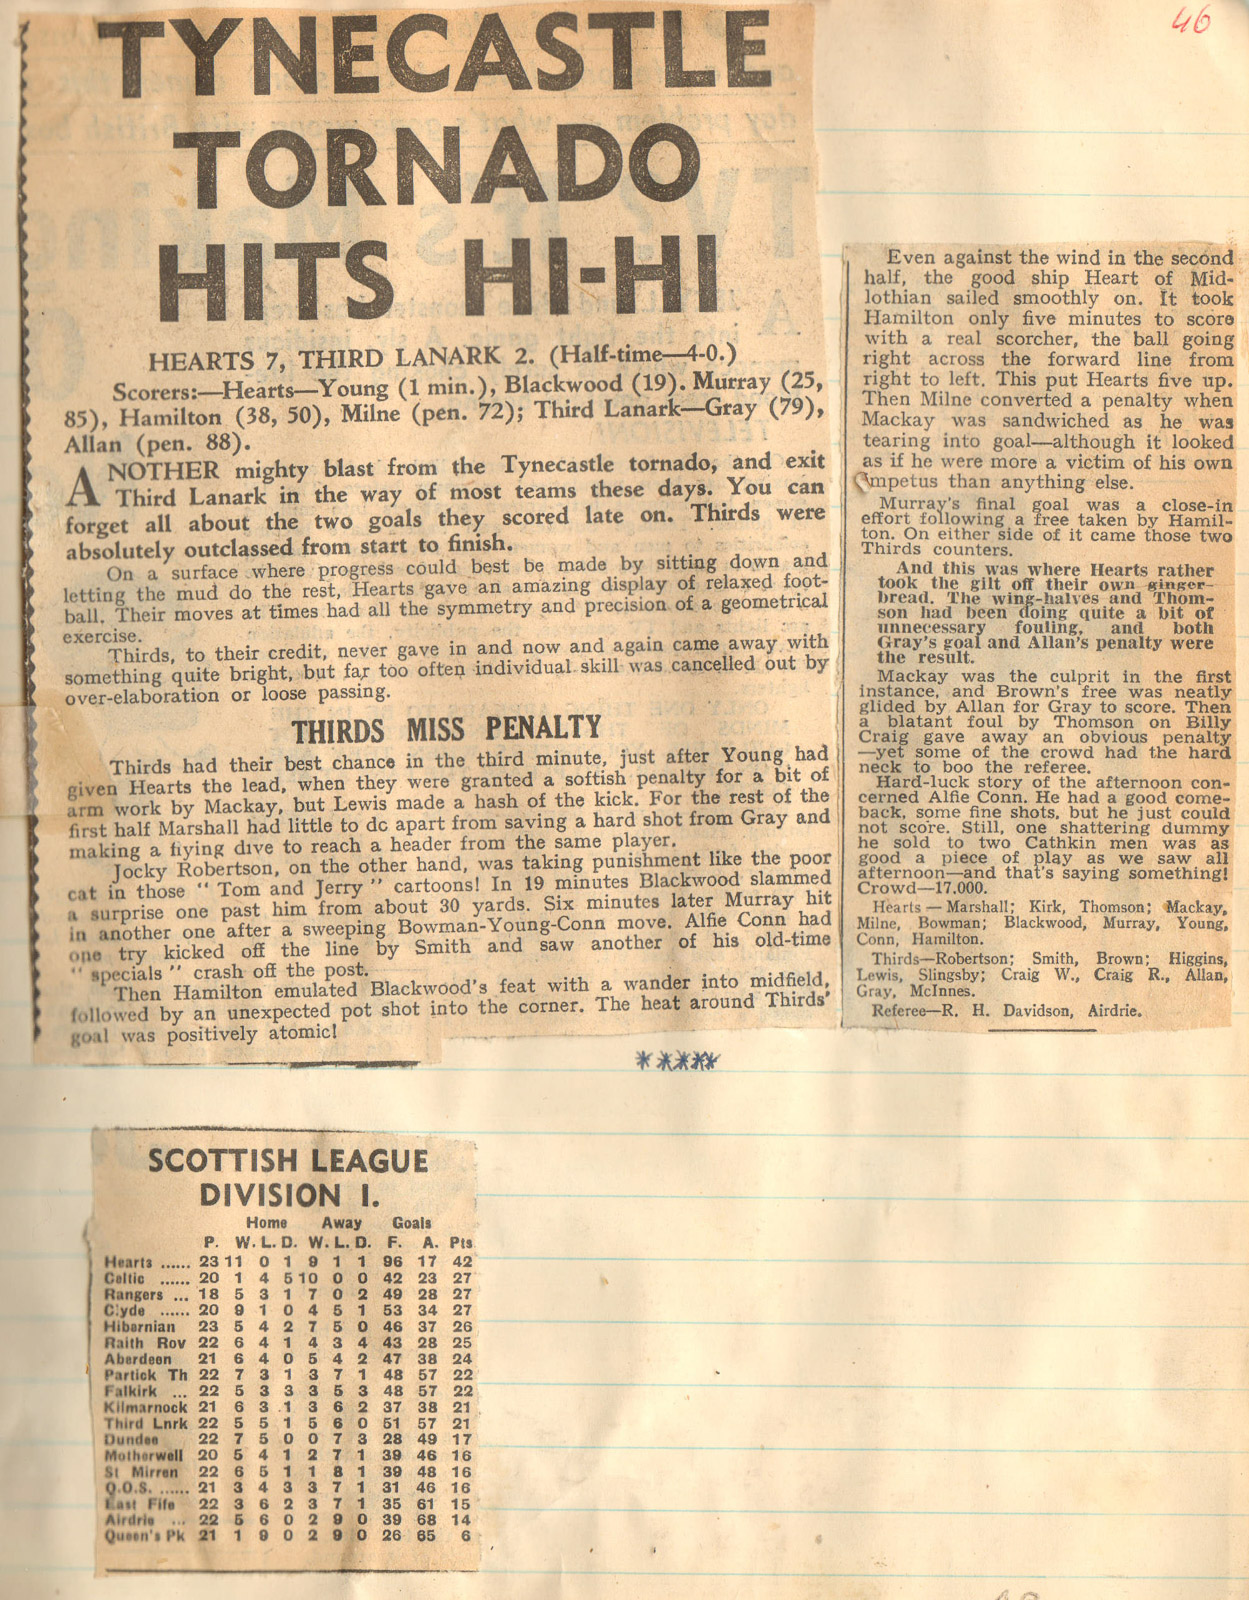 46
TYNECASTLE
TORNADO
HITS HI-HI
HEARTS 7, THIRD LANARK 2. (Half-time—4-0.)
Scorers:—Hearts—Young (1 min.), Blackwood (19). Murray (25,
85), Hamilton (38, 50), Milne (pen. 72); Third Lanark—Gray (79),
Allan (pen. 88).
ANOTHER mighty blast from the Tynecastle tornado, and exit
Third Lanark in the way of most teams these days. You can
forget all about the two goals they scored late on. Thirds were
absolutely outclassed from start to finish.
On a surface where progress could best be made by sitting down and
letting the mud do the rest, Hearts gave an amazing display of relaxed foot-
ball. Their moves at times had all the symmetry and precision of a geometrical
exercise.
Thirds, to their credit, never gave in and now and again came away with
something quite bright, but far too often individual skill was cancelled out by
over-elaboration or loose passing.
THIRDS MISS PENALTY
Thirds had their best chance in the third minute, just after Young had
given Hearts the lead, when they were granted a softish penalty for a bit of
arm work by Mackay, but Lewis made a hash of the kick. For the rest of the
first half Marshall had little to do apart from saving a hard shot from Gray and
making a flying dive to reach a header from the same player.
Jocky Robertson, on the other hand, was taking punishment like the poor
cat in those "Tom and Jerry" cartoons! In 19 minutes Blackwood slammed
a surprise one past him from about 30 yards. Six minutes later Murray hit
in another one after a sweeping Bowman-Young-Conn move. Alfie Conn had
one try kicked off the line by Smith and saw another of his old-time
"specials" crash off the post.
Then Hamilton emulated Blackwood's feat with a wander into midfield,
followed by an unexpected pot shot into the corner. The heat around Thirds'
goal was positively atomic!
Even against the wind in the second
half, the good ship Heart of Mid-
lothian sailed smoothly on. It took
Hamilton only five minutes to score
with a real scorcher, the ball going
right across the forward line from
right to left. This put Hearts five up.
Then Milne converted a penalty when
Mackay was sandwiched as he was
tearing into goal—although it looked
as if he were more a victim of his own
impetus than anything else.
Murray's final goal was a close-in
effort following a free taken by Hamil-
ton. On either side of it came those two
Thirds counters.
And this was where Hearts rather
took the gilt off their own ginger-
bread. The wing-halves and Thom-
son had been doing quite a bit of
unnecessary fouling, and both
Gray's goal and Allan's penalty were
the result.
Mackay was the culprit in the first
instance, and Brown's free was neatly
glided by Allan for Gray to score. Then
a blatant foul by Thomson on Billy
Craig gave away an obvious penalty
—yet some of the crowd had the hard
neck to boo the referee.
Hard-luck story of the afternoon con-
cerned Alfie Conn. He had a good come-
back, some fine shots, but he just could
not score. Still, one shattering dummy
he sold to two Cathkin men was as
good a piece of play as we saw all
afternoon—and that's saying something!
Crowd—17,000.
Hearts—Marshall; Kirk, Thomson; Mackay,
Milne, Bowman; Blackwood, Murray, Young,
Conn, Hamilton.
Thirds—Robertson; Smith, Brown; Higgins,
Lewis, Slingsby; Craig W., Craig R., Allan,
Gray, McInnes.
Referee—R. H. Davidson, Airdrie.
*****
SCOTTISH LEAGUE
DIVISION I.
Home Away Goals
P. W. L. D. W. L. D. F. A. Pts
Hearts ...... 23 11 0 1 9 1 1 96 17 42
Celtic ...... 20 1 4 5 10 0 0 42 23 27
Rangers ... 18 5 3 1 7 0 2 49 28 27
Clyde ...... 20 9 1 0 4 5 1 53 34 27
Hibernian 23 5 4 2 7 5 0 46 37 26
Raith Rov 22 6 4 1 4 3 4 43 28 25
Aberdeen 21 6 4 0 5 4 2 47 38 24
Partick Th 22 7 3 1 3 7 1 48 57 22
Falkirk ... 22 5 3 3 3 5 3 48 57 22
Kilmarnock 21 6 3 1 3 6 2 37 38 21
Third Lnrk 22 5 5 1 5 6 0 51 57 21
Dundee 22 7 5 0 0 7 3 28 49 17
Motherwell 20 5 4 1 2 7 1 39 46 16
St Mirren 22 6 5 1 1 8 1 39 48 16
Q.O.S. ...... 21 3 4 3 3 7 1 31 46 16
East Fife 22 3 6 2 3 7 1 35 61 15
Airdrie ... 22 5 6 0 2 9 0 39 68 14
Queen's Pk 21 1 9 0 2 9 0 26 65 6